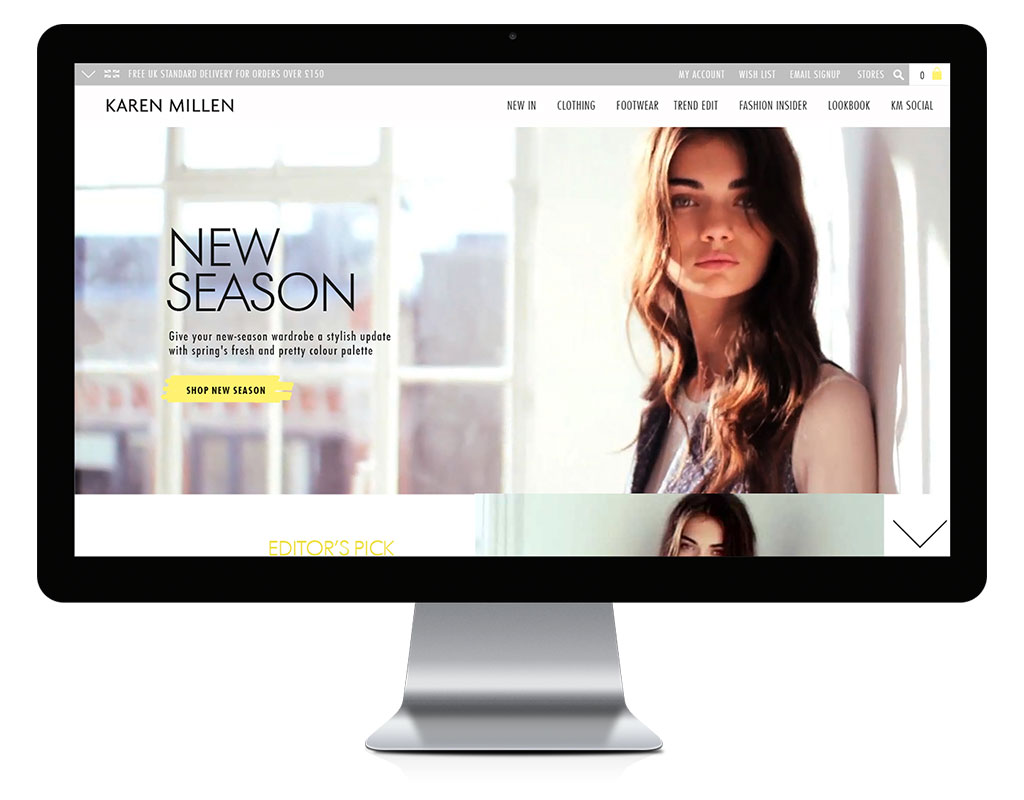 FREE UK STANDARD DELIVERY FOR ORDERS OVER £150
MY ACCOUNT WISH LIST EMAIL SIGNUP STORES 0
KAREN MILLEN
NEW IN CLOTHING FOOTWEAR TREND EDIT FASHION INSIDER LOOKBOOK KM SOCIAL
NEW
SEASON
Give your new-season wardrobe a stylish update
with spring's fresh and pretty colour palette
SHOP NEW SEASON
EDITOR'S PICK